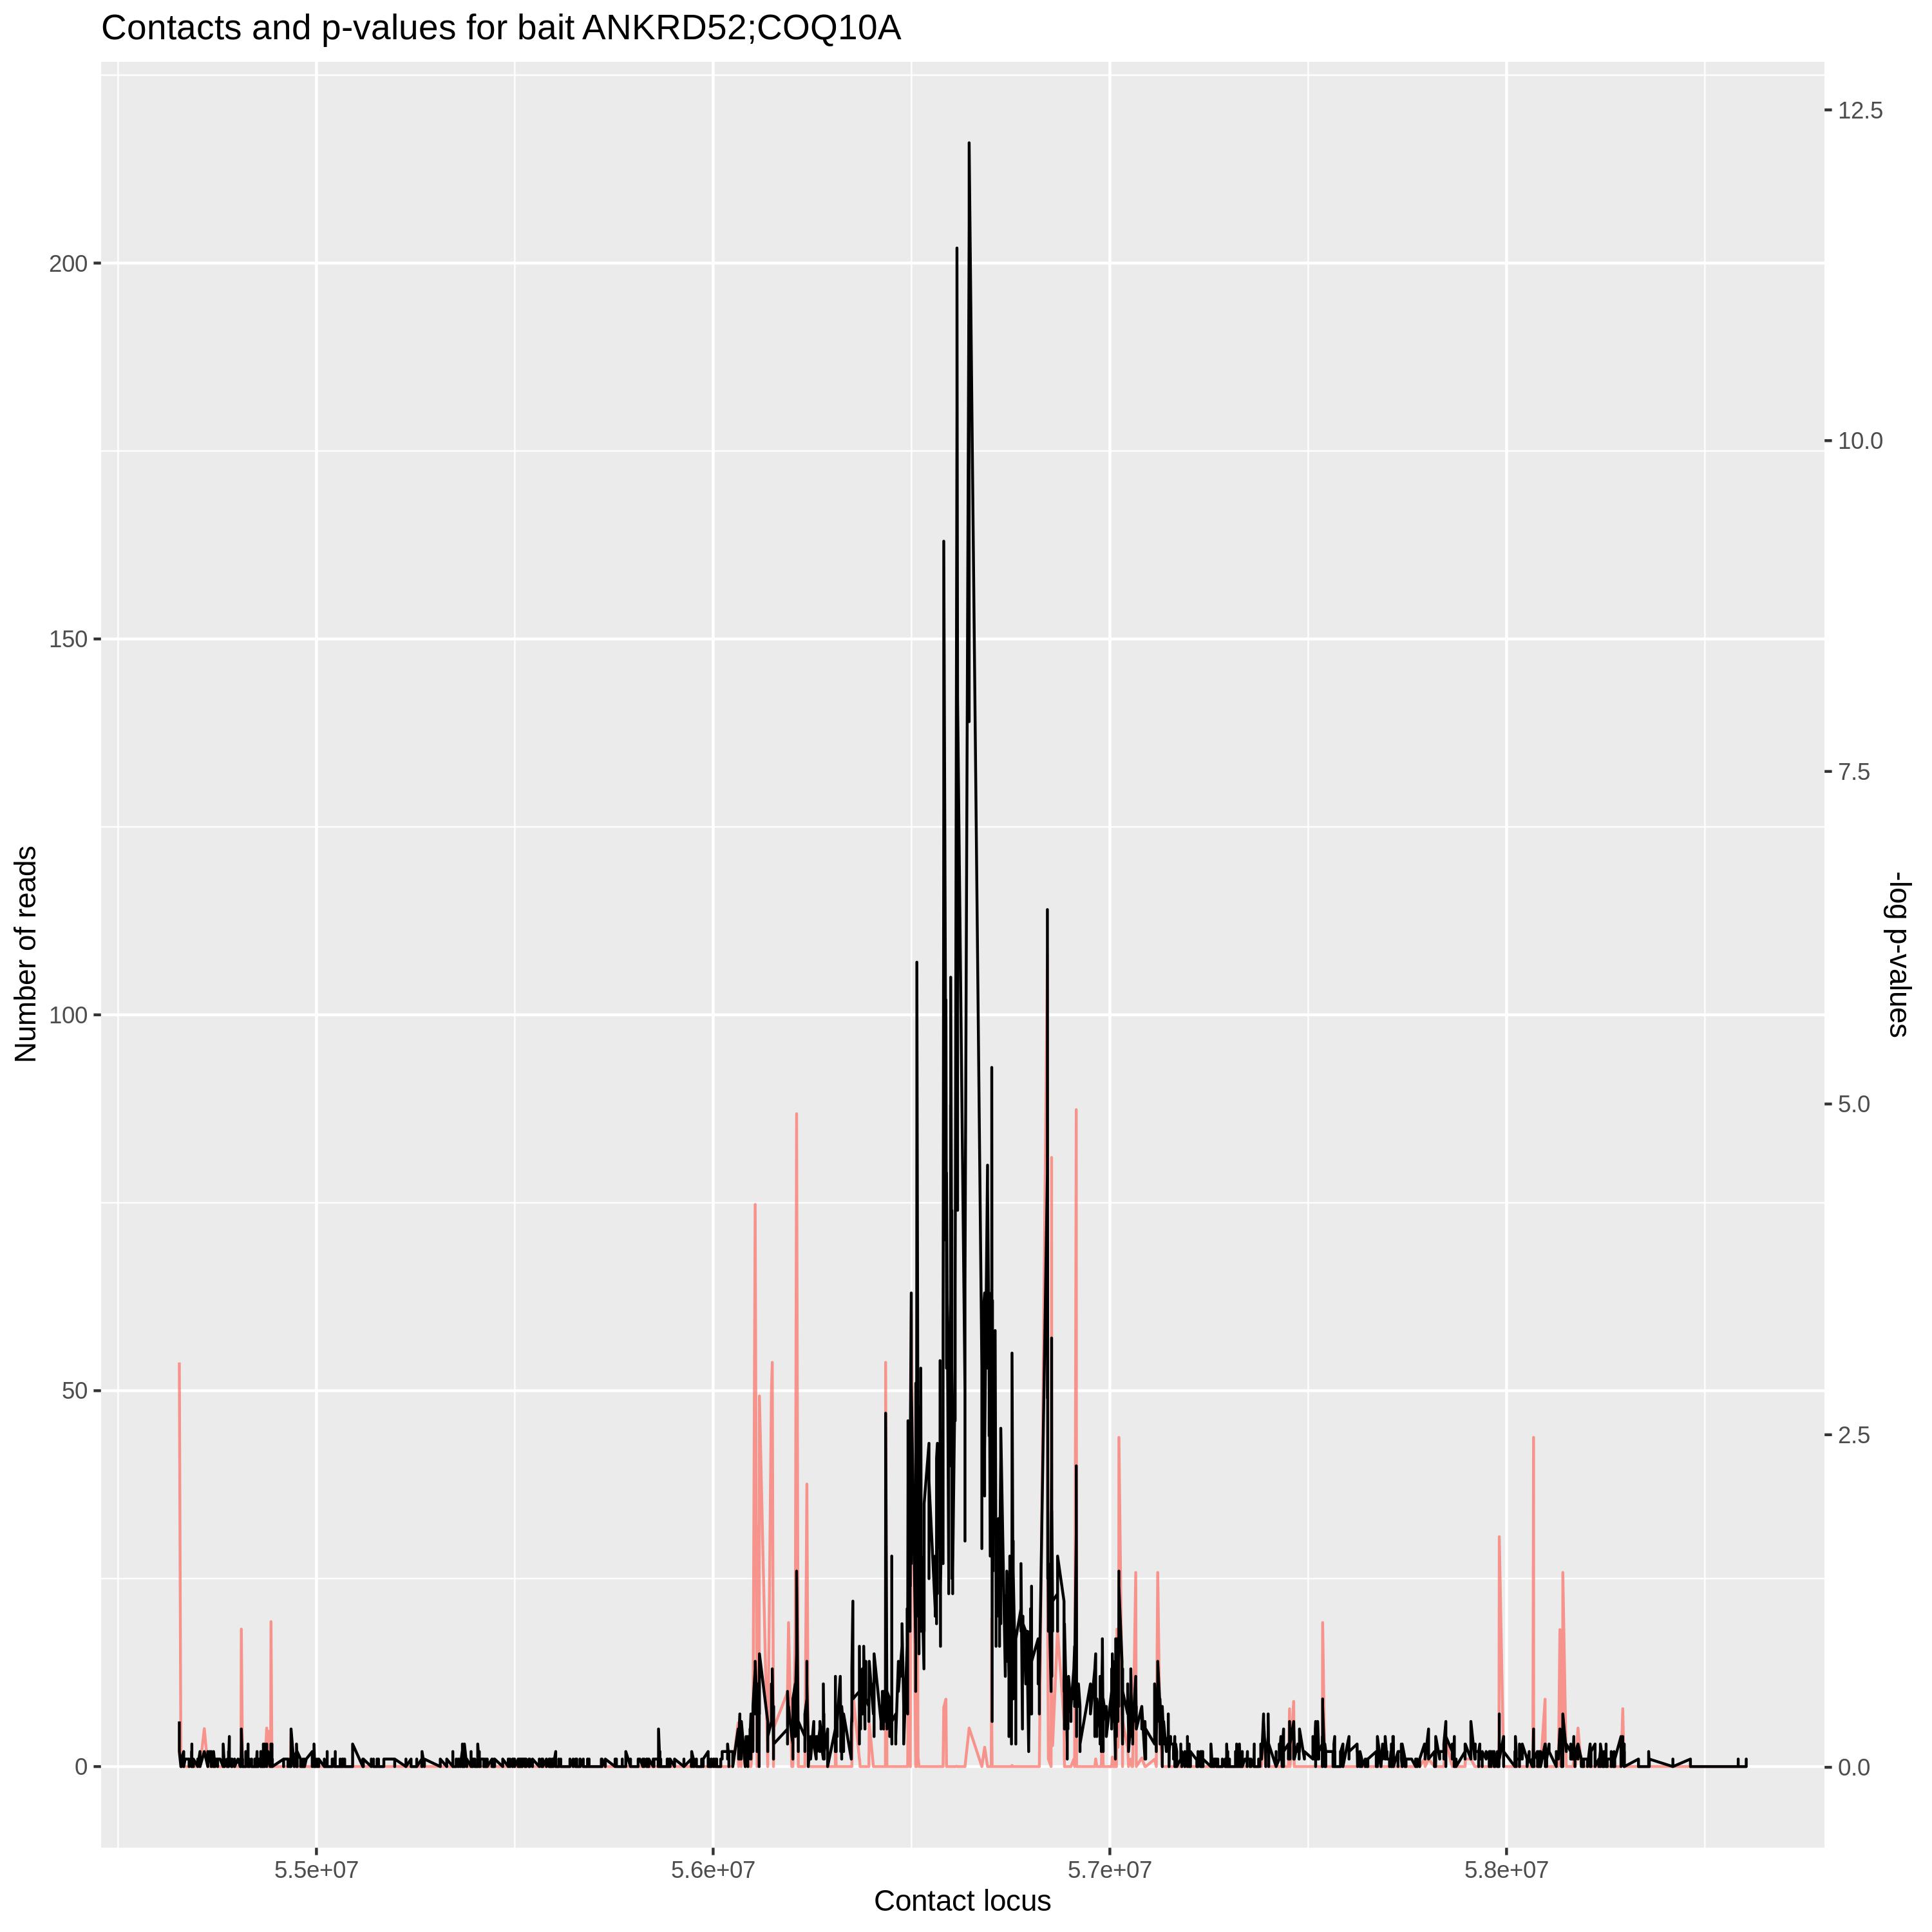 Contacts and p-values for bait ANKRD52;COQ10A
Number of reads
200
150
100
50
0
12.5
10.0
7.5
5.0
2.5
0.0
-log p-values
5.5e+07
5.6e+07
5.7e+07
5.8e+07
Contact locus